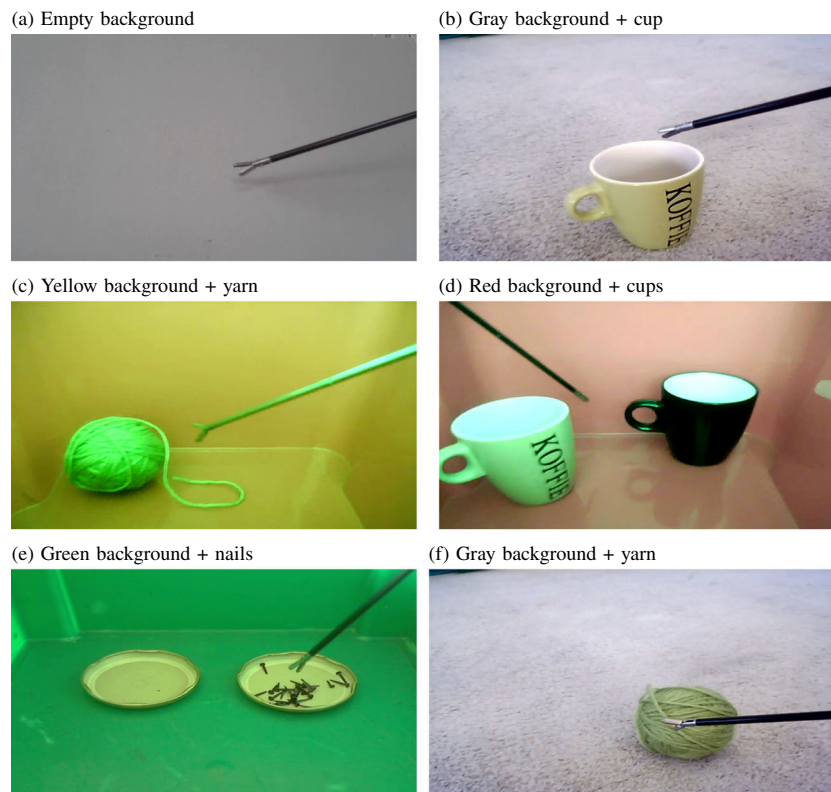 (a) Empty background
(b) Gray background + cup
KOFFIE
(c) Yellow background + yarn
(d) Red background + cups
KOFFIE
(e) Green background + nails
(f) Gray background + yarn